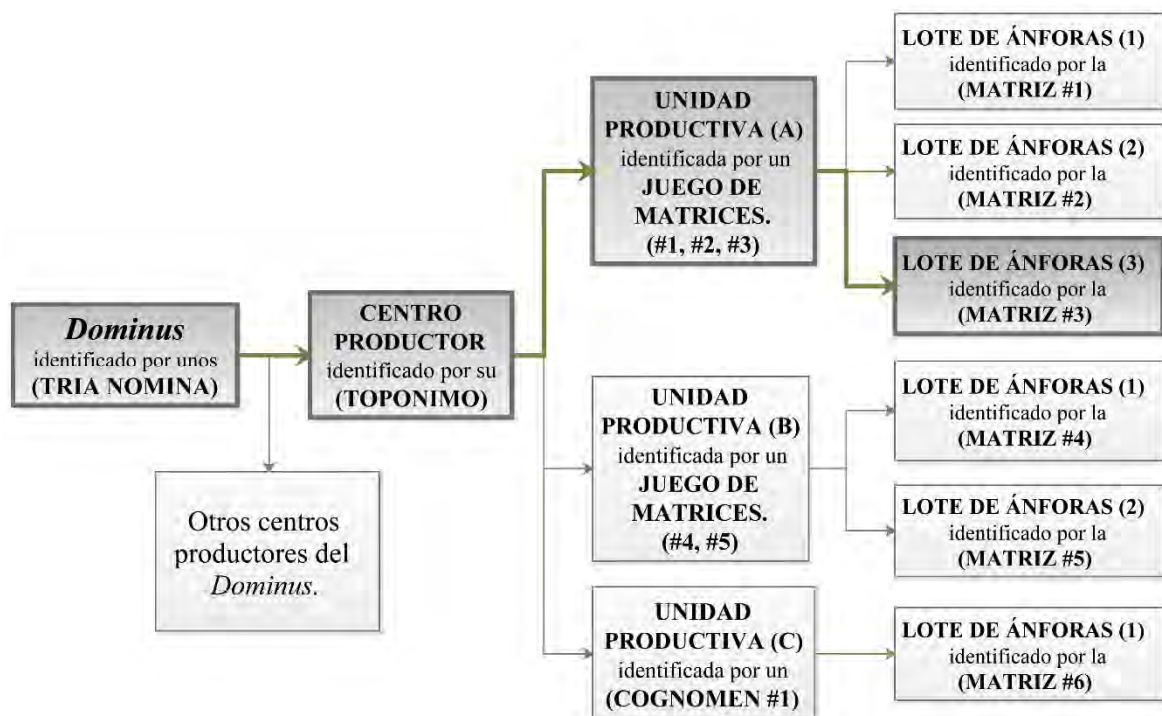 Dominus
identificado por unos
(TRIA NOMINA)
Otros centros
productores del
Dominus.
CENTRO
PRODUCTOR
identificado por su
(TOPONIMO)
UNIDAD
PRODUCTIVA (A)
identificada por un
JUEGO DE
MATRICES.
(#1, #2, #3)
LOTE DE ÁNFORAS (1)
identificado por la
(MATRIZ #1)
LOTE DE ÁNFORAS (2)
identificado por la
(MATRIZ #2)
LOTE DE ÁNFORAS (3)
identificado por la
(MATRIZ #3)
UNIDAD
PRODUCTIVA (B)
identificada por un
JUEGO DE
MATRICES.
(#4, #5)
LOTE DE ÁNFORAS (1)
identificado por la
(MATRIZ #4)
LOTE DE ÁNFORAS (2)
identificado por la
(MATRIZ #5)
UNIDAD
PRODUCTIVA (C)
identificada por un
(COGNOMEN #1)
LOTE DE ÁNFORAS (1)
identificado por la
(MATRIZ #6)